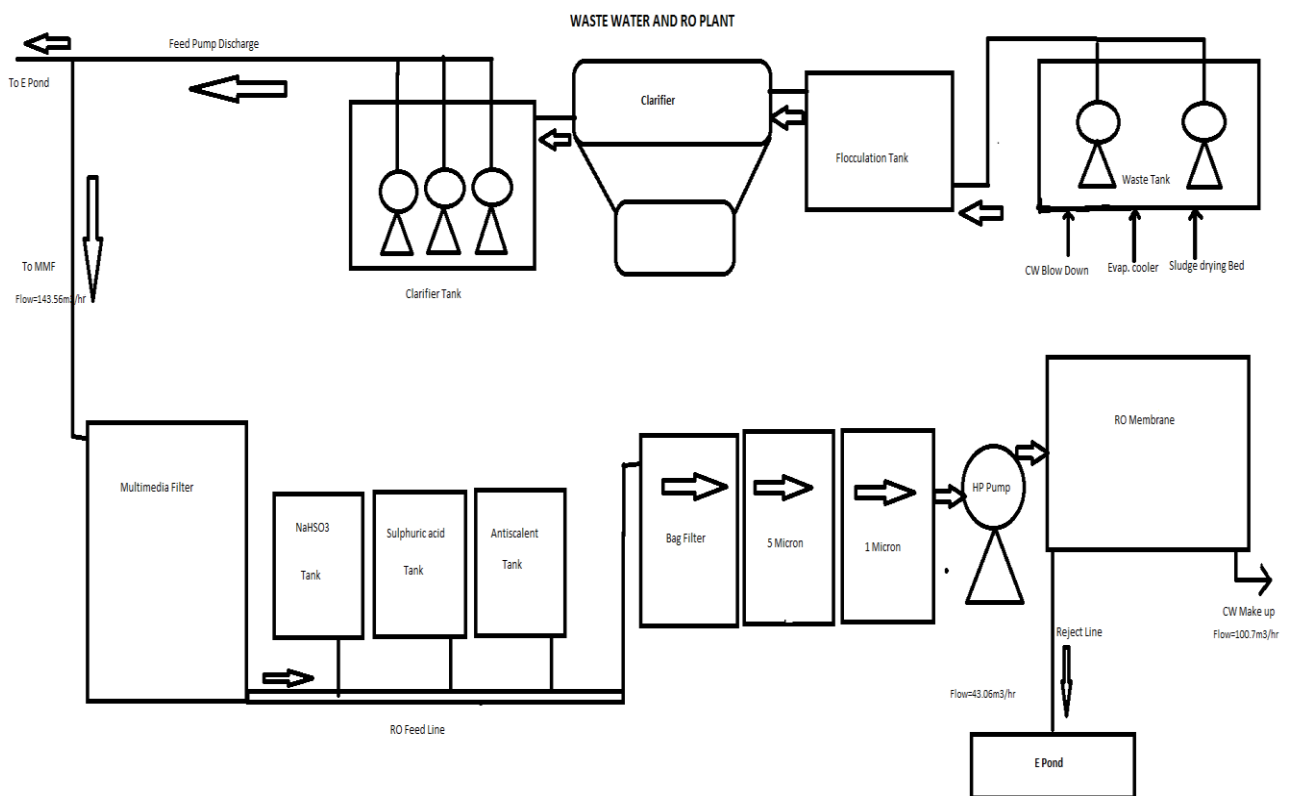 WASTE WATER AND RO PLANT
Feed Pump Discharge
To E Pond
Clarifier
Flocculation Tank
Waste Tank
CW Blow Down
Evap. cooler
Sludge drying Bed
To MMF
Flow=143.56m3/hr
Clarifier Tank
RO Membrane
Multimedia Filter
NaHSO3
Tank
Sulphuric acid
Tank
Antiscalent
Tank
Bag Filter
5 Micron
1 Micron
HP Pump
CW Make up
Flow=100.7m3/hr
Reject Line
Flow=43.06m3/hr
RO Feed Line
E Pond